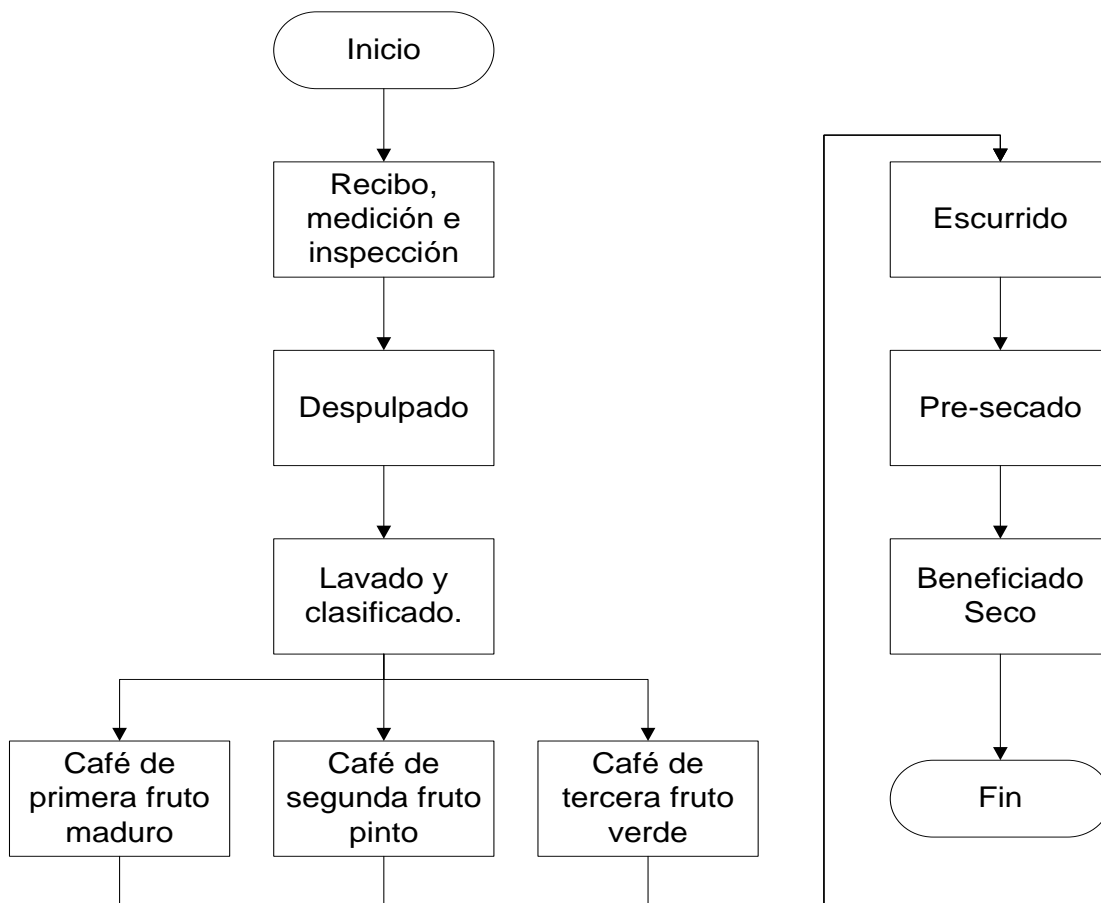 Inicio
Recibo,
medición e
inspección
Despulpado
Lavado y
clasificado.
Café de
primera fruto
maduro
Café de
segunda fruto
pinto
Café de
tercera fruto
verde
Escurrido
Pre-secado
Beneficiado
Seco
Fin